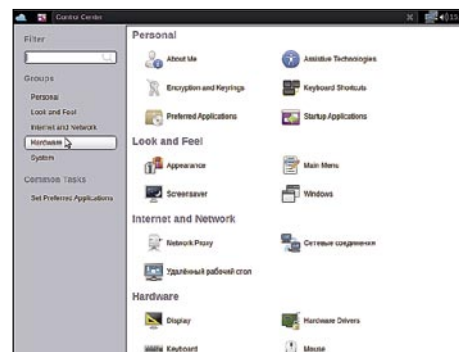 Control Center
Filter
Groups
Personal
Look and Feel
Internet and Network
Hardware
System
Common Tasks
Set Preferred Applications
Personal
About Me
Assistive Technologies
Encryption and Keyrings
Keyboard Shortcuts
Preferred Applications
Startup Applications
Look and Feel
Appearance
Main Menu
Screensaver
Windows
Internet and Network
Network Proxy
Сетевые соединения
Удалённый рабочий стол
Hardware
Display
Hardware Drivers
Keyboard
Mouse